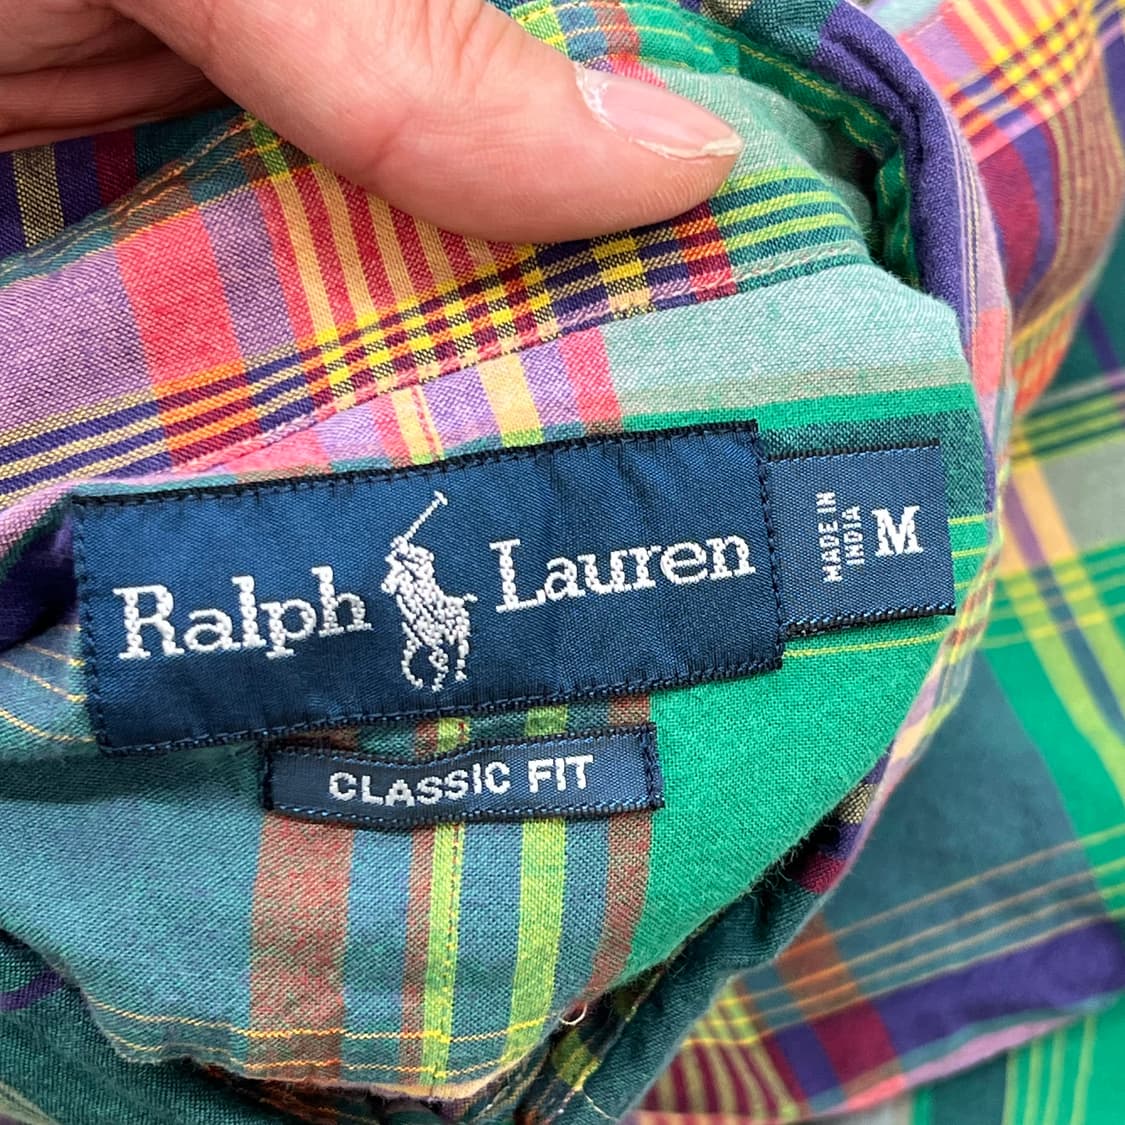 Ralph Lauren
MADE IN
INDIA
M
CLASSIC FIT